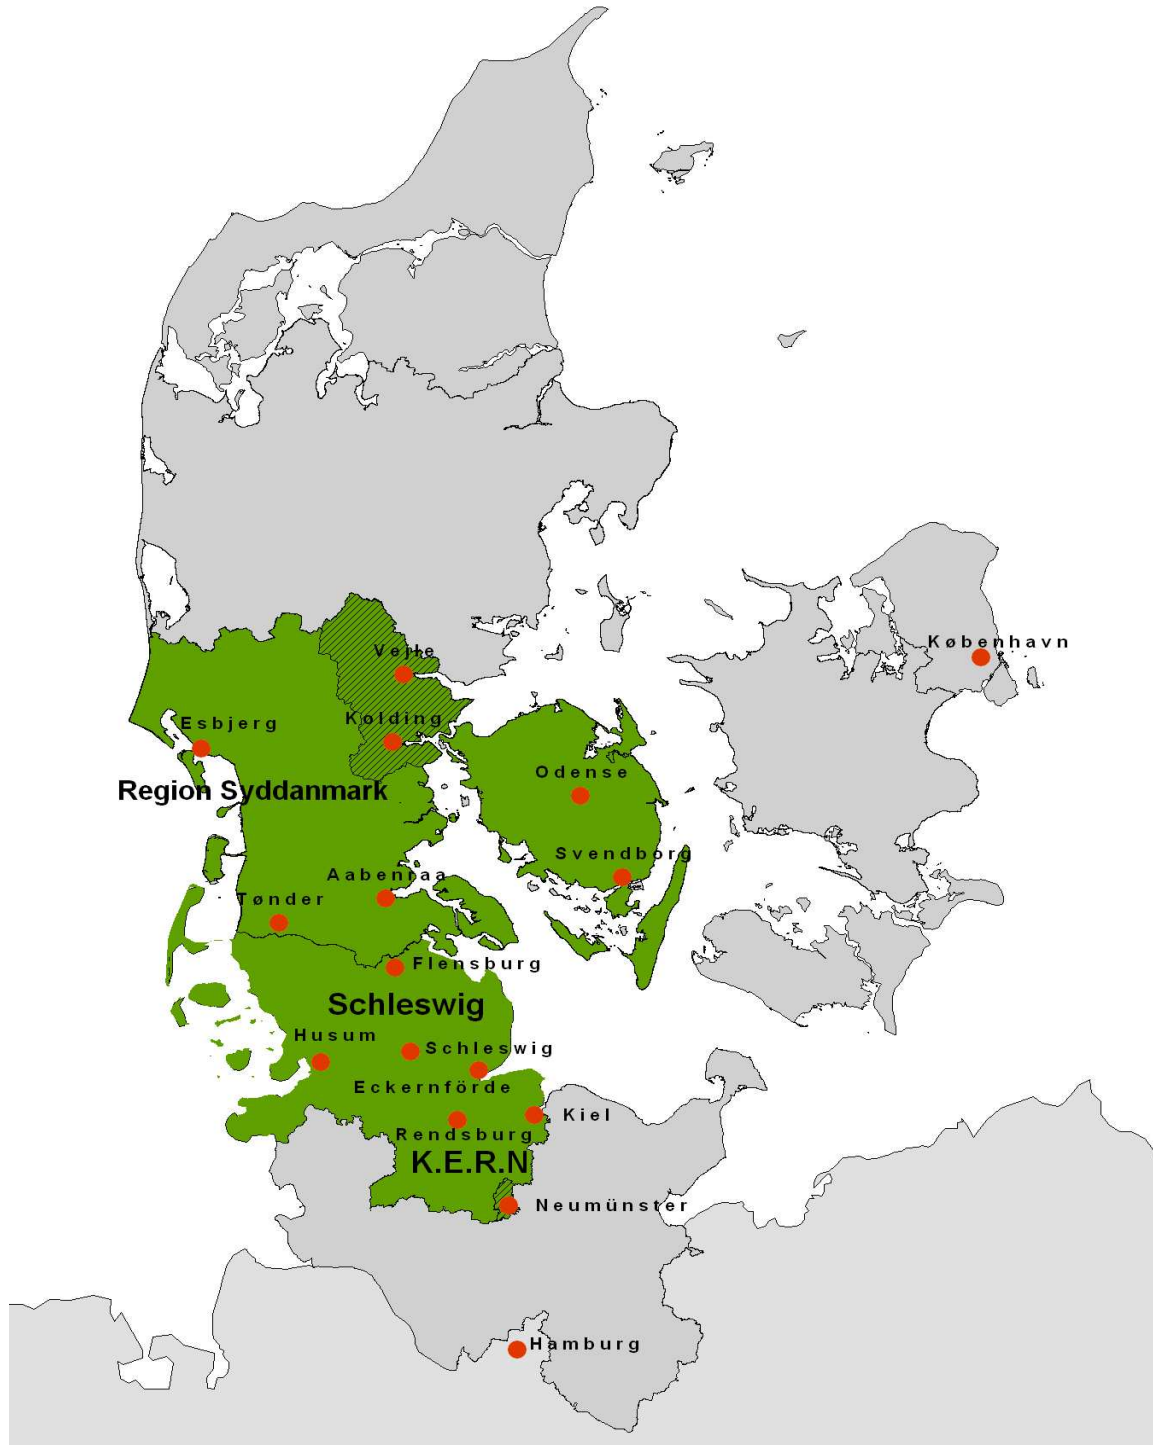 København
Vejle
Kolding
Esbjerg
Odense
Region Syddanmark
Svendborg
Aabenraa
Tønder
Flensburg
Schleswig
Husum
Schleswig
Eckernförde
Kiel
Rendsburg
K.E.R.N
Neumünster
Hamburg